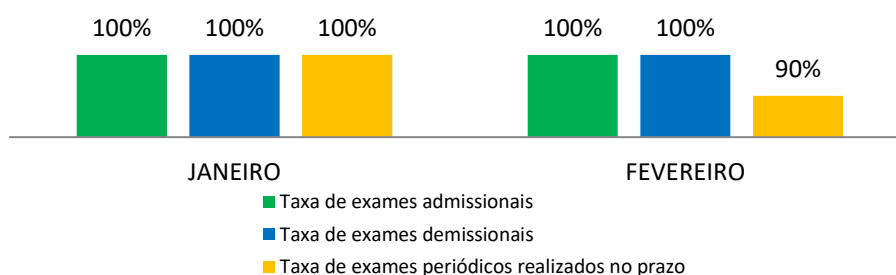 100% 100% 100% 100% 100%
90%
JANEIRO FEVEREIRO
Taxa de exames admissionais
Taxa de exames demissionais
Taxa de exames periódicos realizados no prazo